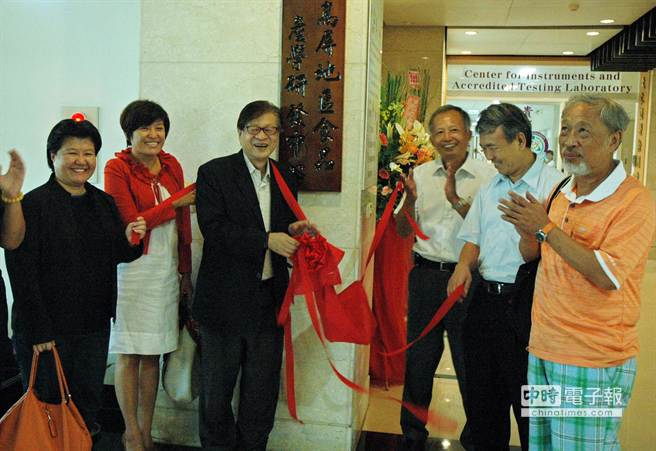 高屏地區食品
產學研發
Center for Instruments and
Accredited Testing Laboratory
中時電子報
chinatimes.com